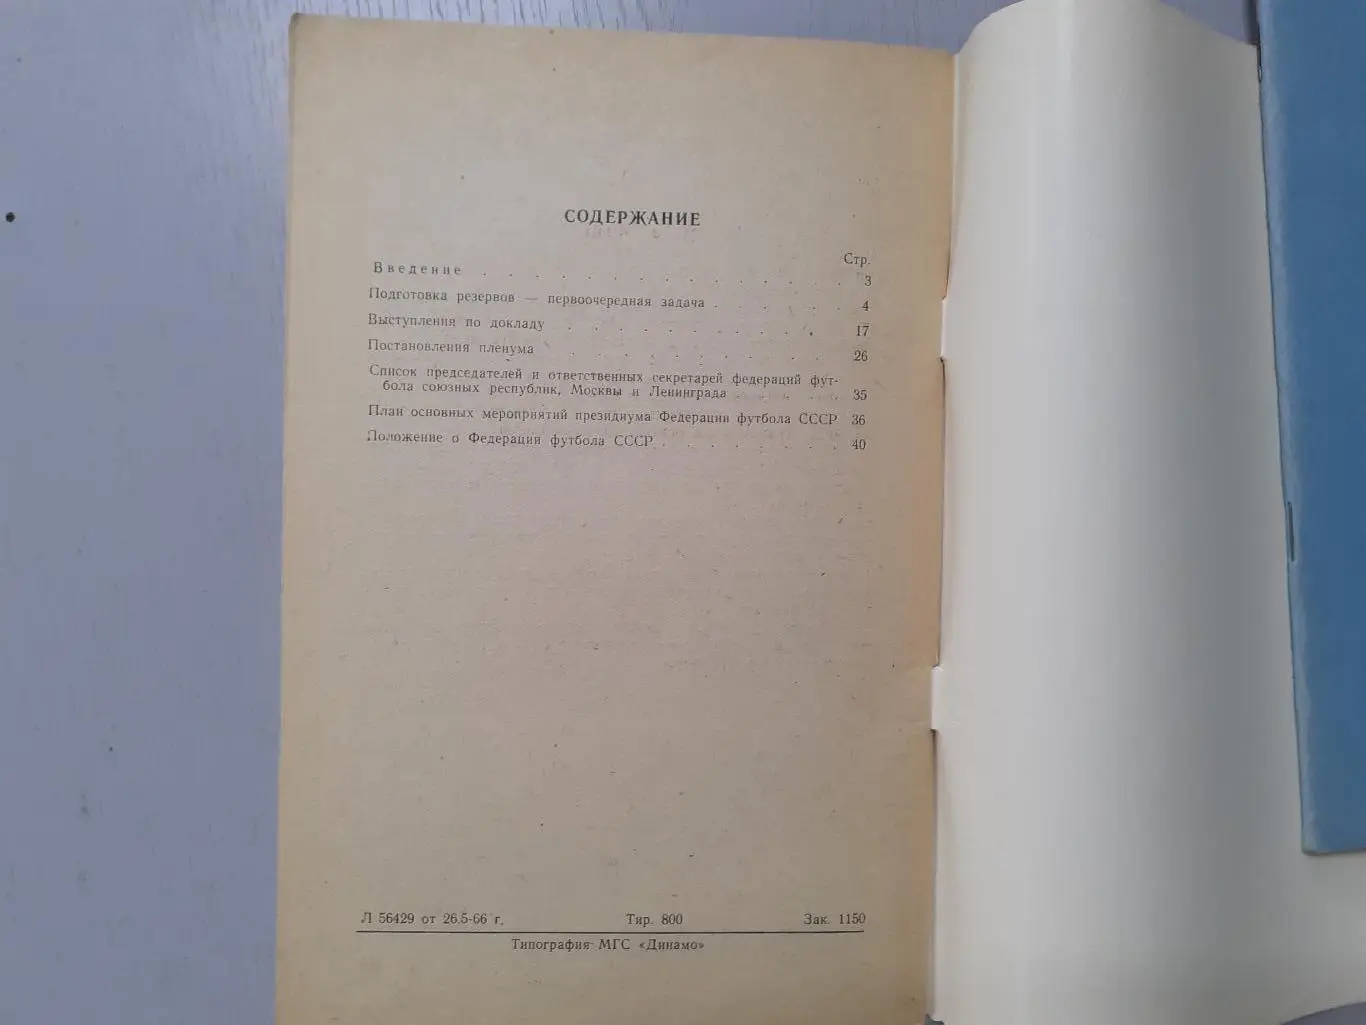 СОДЕРЖАНИЕ
Стр.
Введение . . . . . . . . . . . . . . 3
Подготовка резервов — первоочередная задача . . . . . 4
Выступления по докладу . . . . . . . . . . 17
Постановления пленума . . . . . . . . . . 26
Список председателей и ответственных секретарей федераций фут-
бола союзных республик, Москвы и Ленинграда . . . . . 35
План основных мероприятий президиума Федерации футбола СССР 36
Положение о Федерации футбола СССР . . . . . . . . 40
Л 56429 от 26.5-66 г. Тир. 800 Зак. 1150
Типография МГС «Динамо»